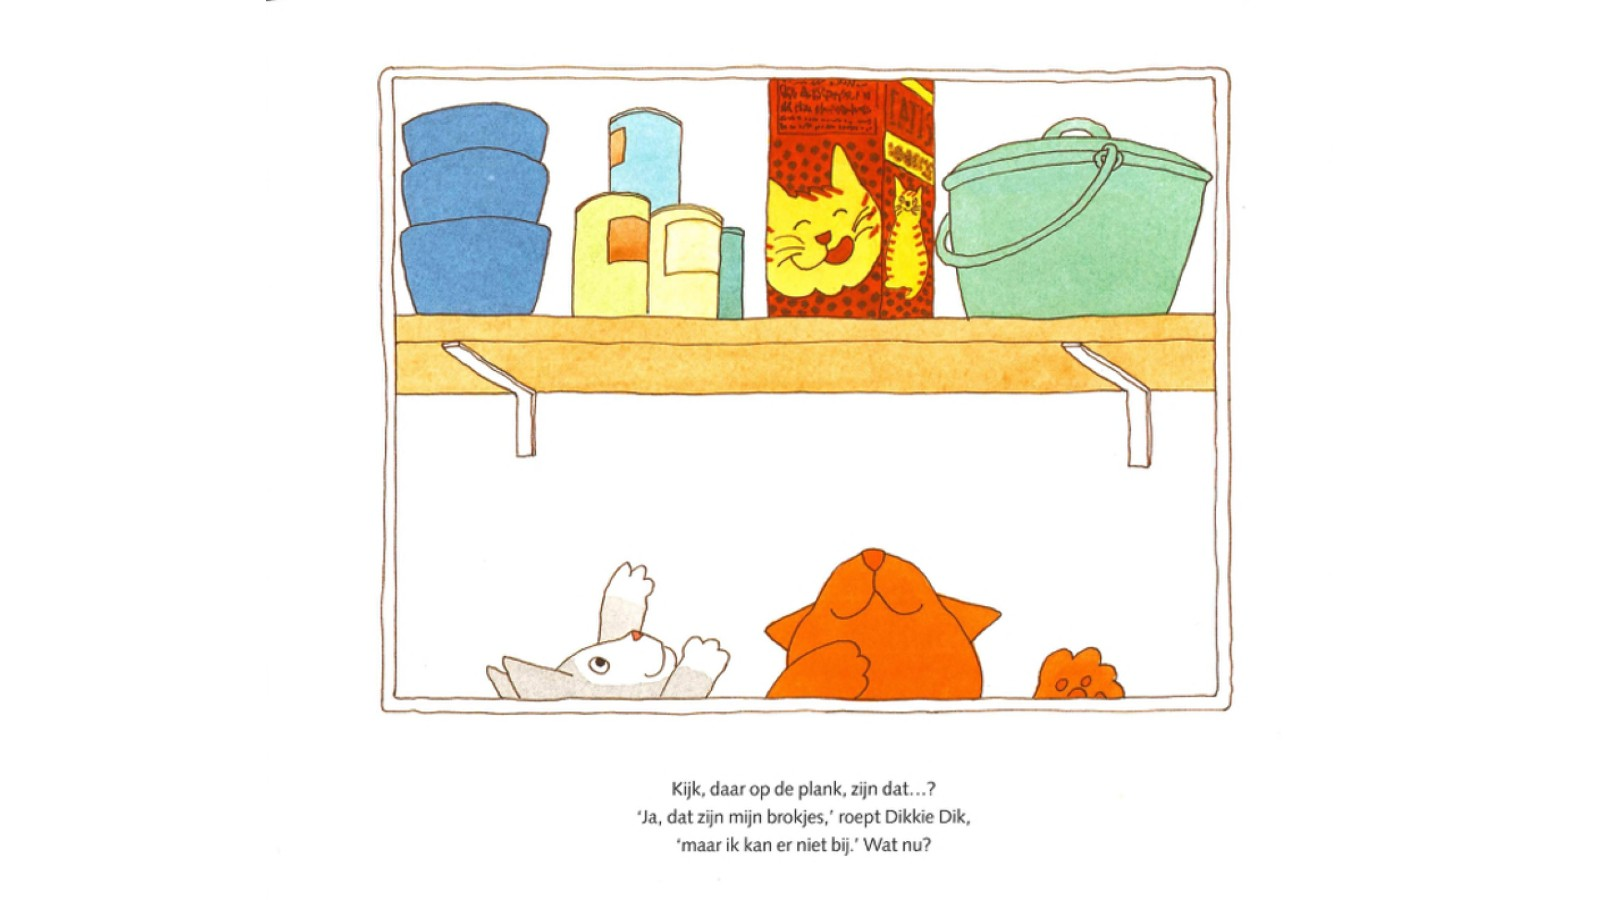 CATTS
Kijk, daar op de plank, zijn dat...?
‘Ja, dat zijn mijn brokjes,’ roept Dikkie Dik,
‘maar ik kan er niet bij.’ Wat nu?